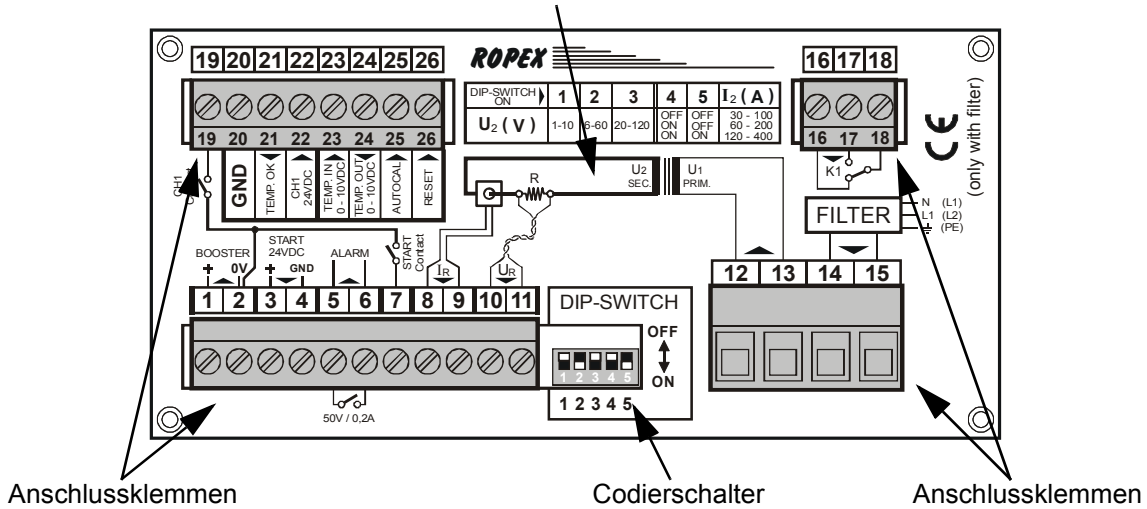 19 20 21 22 23 24 25 26
ROPEX
16 17 18
DIP-SWITCH ON 1 2 3 4 5 I2 (A)
U2 (V) 1-10 6-60 20-120
OFF OFF 30 - 100
ON OFF 60 - 200
ON ON 120 - 400
19 20 21 22 23 24 25 26
16 17 18
K1
(only with filter)
CE
CH1
GND
TEMP. OK
CH1
24VDC
TEMP. IN
0 - 10VDC
TEMP. OUT
0 - 10VDC
AUTOCAL
RESET
R
U2
SEC.
U1
PRIM.
FILTER
N (L1)
L1 (L2)
(PE)
BOOSTER
+ 0V
START
24VDC
+ GND
ALARM
START
Contact
IR
UR
1 2 3 4 5 6 7 8 9 10 11
12 13 14 15
DIP-SWITCH
OFF
ON
1 2 3 4 5
1 2 3 4 5
50V / 0,2A
Anschlussklemmen
Codierschalter
Anschlussklemmen